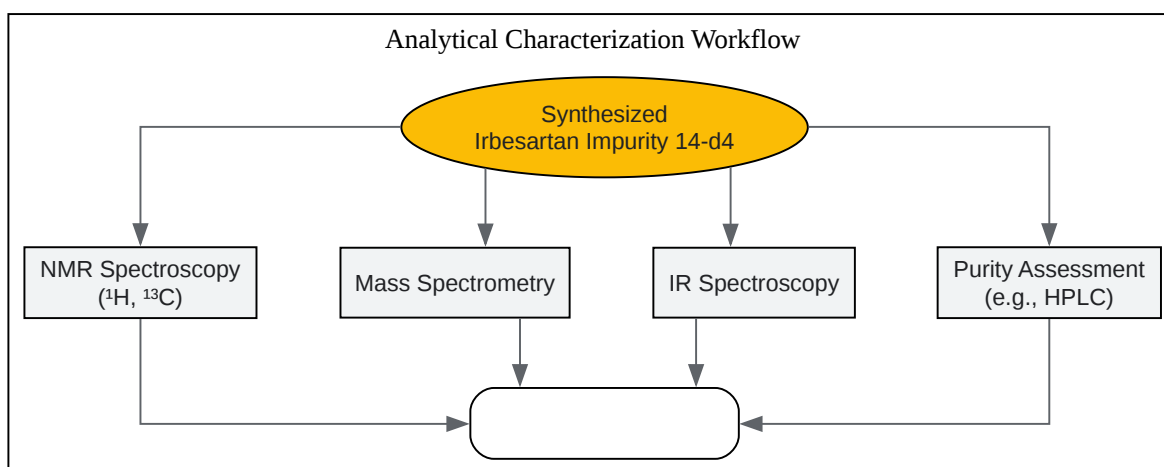 Analytical Characterization Workflow
Synthesized
Irbesartan Impurity 14-d4
NMR Spectroscopy
(¹H, ¹³C)
Mass Spectrometry
IR Spectroscopy
Purity Assessment
(e.g., HPLC)